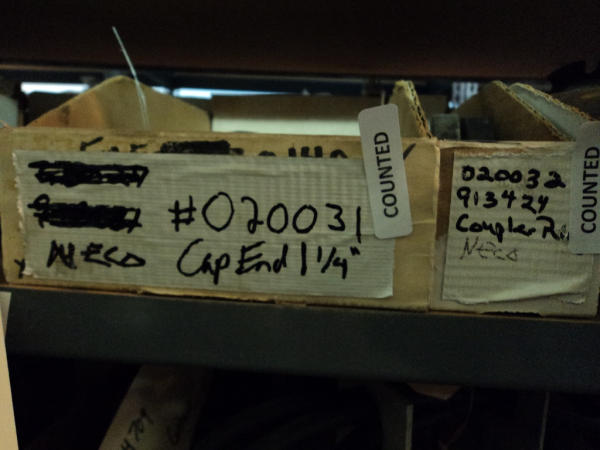 #020031
NECO Cap End 1 1/4"
COUNTED
020032
913424
Coupler
Neco
COUNTED